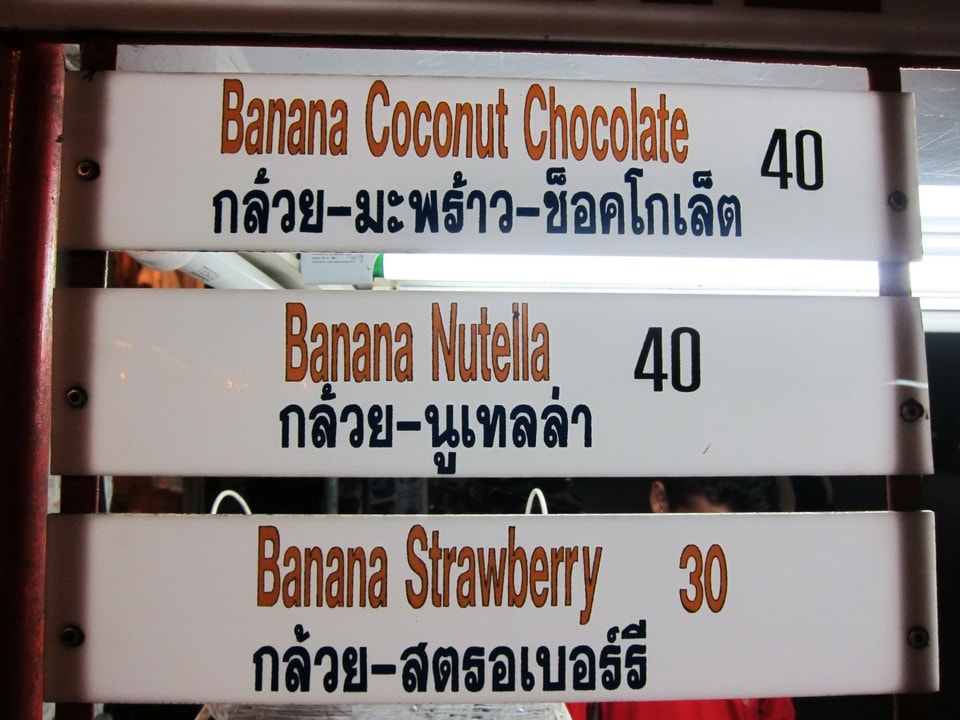 Banana Coconut Chocolate 40
กล้วย-มะพร้าว-ช็อคโกเล็ต
Banana Nutella 40
กล้วย-นูเทลล่า
Banana Strawberry 30
กล้วย-สตรอเบอร์รี